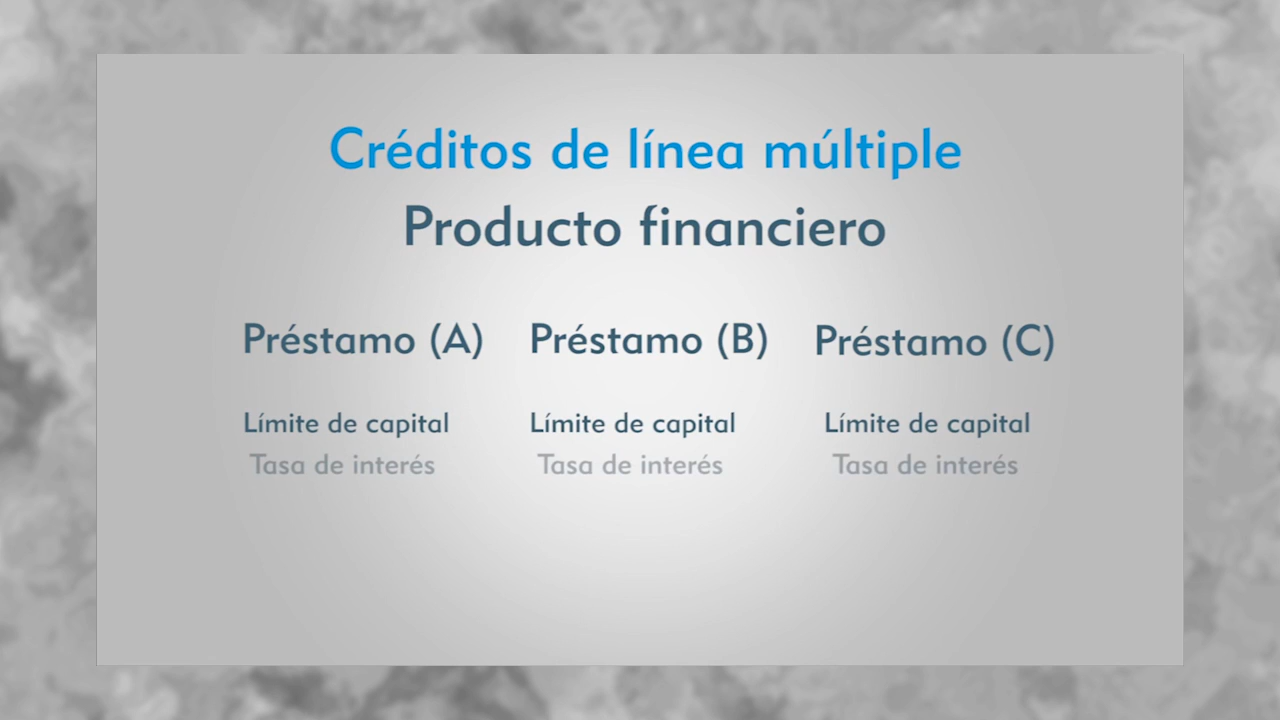 Créditos de línea múltiple
Producto financiero
Préstamo (A) Préstamo (B) Préstamo (C)
Límite de capital Límite de capital Límite de capital
Tasa de interés Tasa de interés Tasa de interés